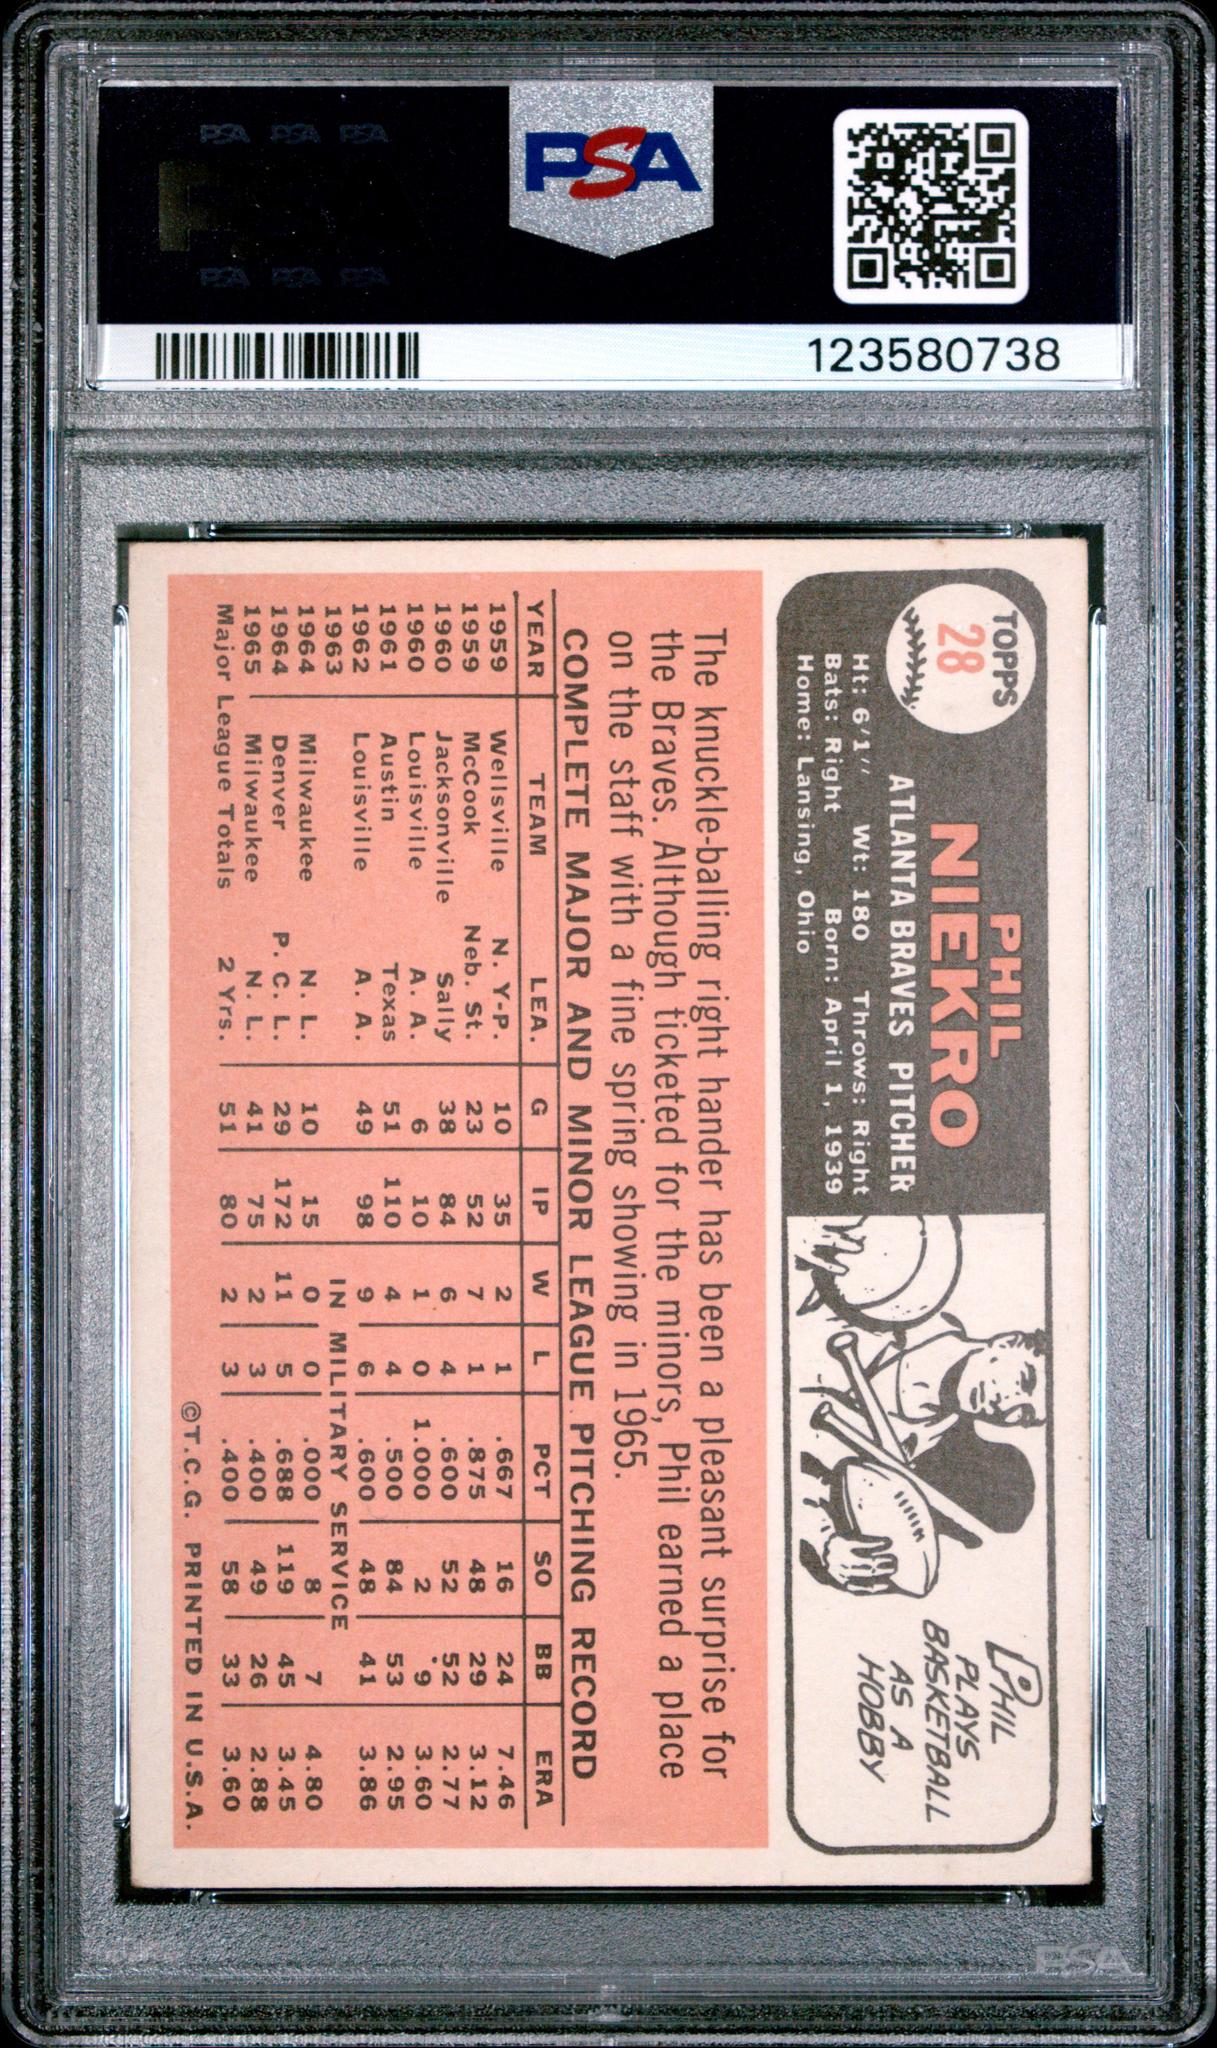 PSA PSA PSA
PSA
PSA PSA PSA
123580738
TOPPS
28
PHIL
NIEKRO
ATLANTA BRAVES PITCHER
Ht: 6'1" Wt: 180 Throws: Right
Bats: Right Born: April 1, 1939
Home: Lansing, Ohio
PHIL
PLAYS
BASKETBALL
AS A
HOBBY
The knuckle-balling right hander has been a pleasant surprise for
the Braves. Although ticketed for the minors, Phil earned a place
on the staff with a fine spring showing in 1965.
COMPLETE MAJOR AND MINOR LEAGUE PITCHING RECORD
YEAR TEAM LEA. G IP W L PCT SO BB ERA
1959 Wellsville N. Y-P. 10 35 2 1 .667 16 24 7.46
1959 McCook Neb. St. 23 52 7 1 .875 48 29 3.12
1960 Jacksonville Sally 38 84 6 4 .600 52 52 2.77
1960 Louisville A. A. 6 10 1 0 1.000 2 9 3.60
1961 Austin Texas 51 110 4 4 .500 84 53 2.95
1962 Louisville A. A. 49 98 9 6 .600 48 41 3.86
1963 IN MILITARY SERVICE
1964 Milwaukee N. L. 10 15 0 0 .000 8 7 4.80
1964 Denver P. C. L. 29 172 11 5 .688 119 45 3.45
1965 Milwaukee N. L. 41 75 2 3 .400 49 26 2.88
Major League Totals 2 Yrs. 51 80 2 3 .400 58 33 3.60
©T.C.G. PRINTED IN U.S.A.
PSA